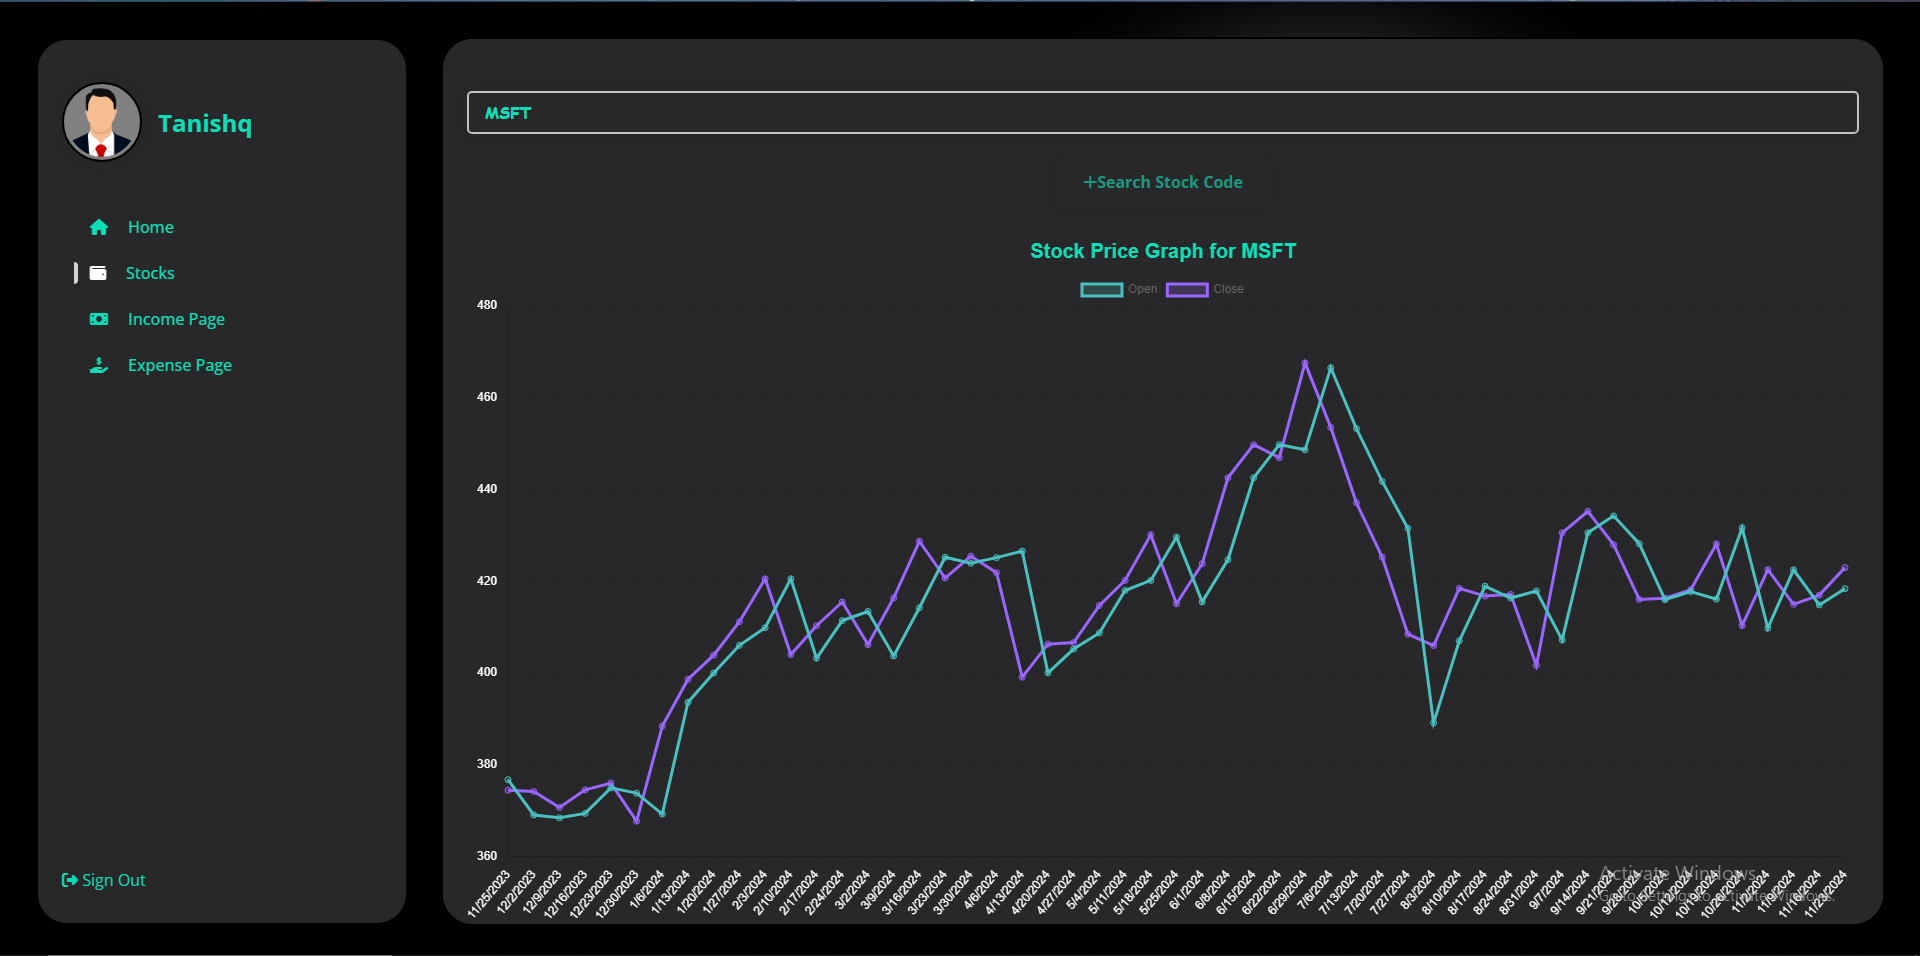 Tanishq
Home
Stocks
Income Page
Expense Page
Sign Out
MSFT
+Search Stock Code
Stock Price Graph for MSFT
Open Close
480
460
440
420
400
380
360
11/25/2023 12/2/2023 12/9/2023 12/16/2023 12/23/2023 12/30/2023 1/6/2024 1/13/2024 1/20/2024 1/27/2024 2/3/2024 2/10/2024 2/17/2024 2/24/2024 3/2/2024 3/9/2024 3/16/2024 3/23/2024 3/30/2024 4/6/2024 4/13/2024 4/20/2024 4/27/2024 5/4/2024 5/11/2024 5/18/2024 5/25/2024 6/1/2024 6/8/2024 6/15/2024 6/22/2024 6/29/2024 7/6/2024 7/13/2024 7/20/2024 7/27/2024 8/3/2024 8/10/2024 8/17/2024 8/24/2024 8/31/2024 9/7/2024 9/14/2024 9/21/2024 9/28/2024 10/5/2024 10/12/2024 10/19/2024 10/26/2024 11/2/2024 11/9/2024 11/16/2024 11/23/2024
Activate Windows
Go to Settings to activate Windows.